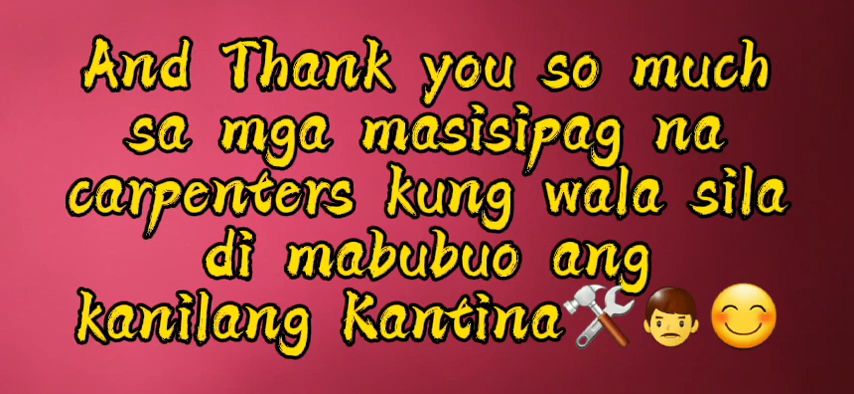 And Thank you so much
sa mga masisipag na
carpenters kung wala sila
di mabubuo ang
kanilang Kantina🛠️👨😊